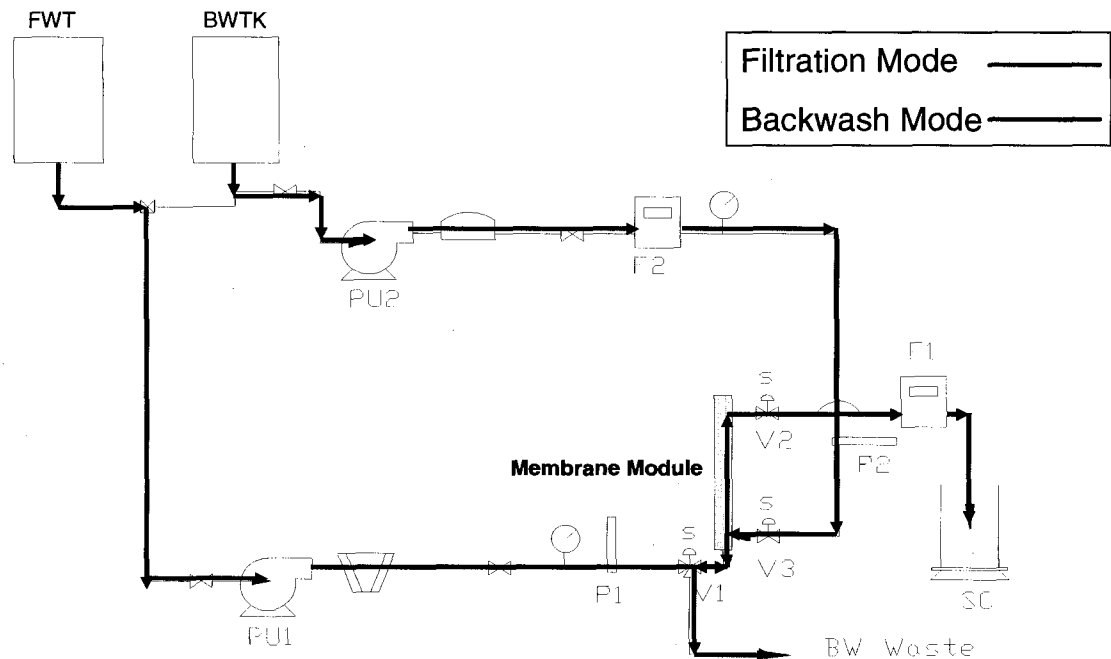 FWT
BWTK
Filtration Mode
Backwash Mode
F2
PU2
F1
S
V2
P2
Membrane Module
S
V3
S
P1
V1
SC
PU1
BW Waste